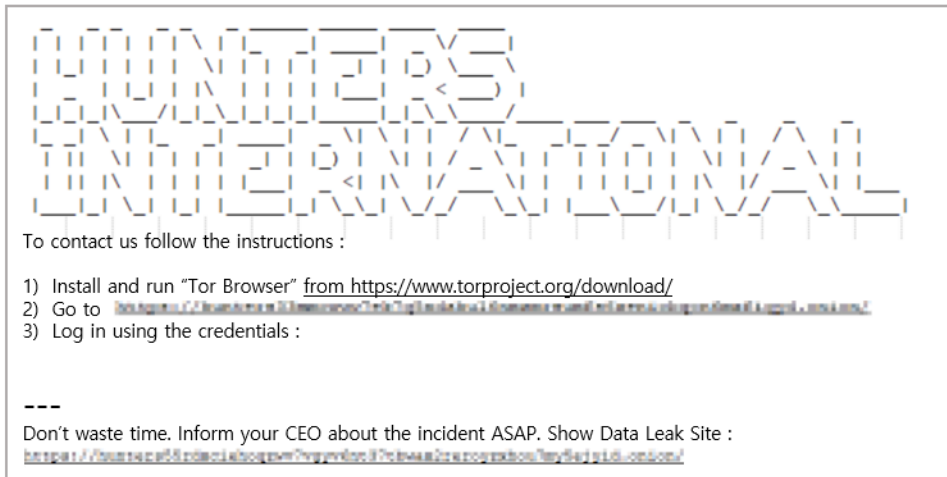 HUNTERS
INTERNATIONAL
To contact us follow the instructions :
1) Install and run “Tor Browser” from https://www.torproject.org/download/
2) Go to
3) Log in using the credentials :
---
Don’t waste time. Inform your CEO about the incident ASAP. Show Data Leak Site :